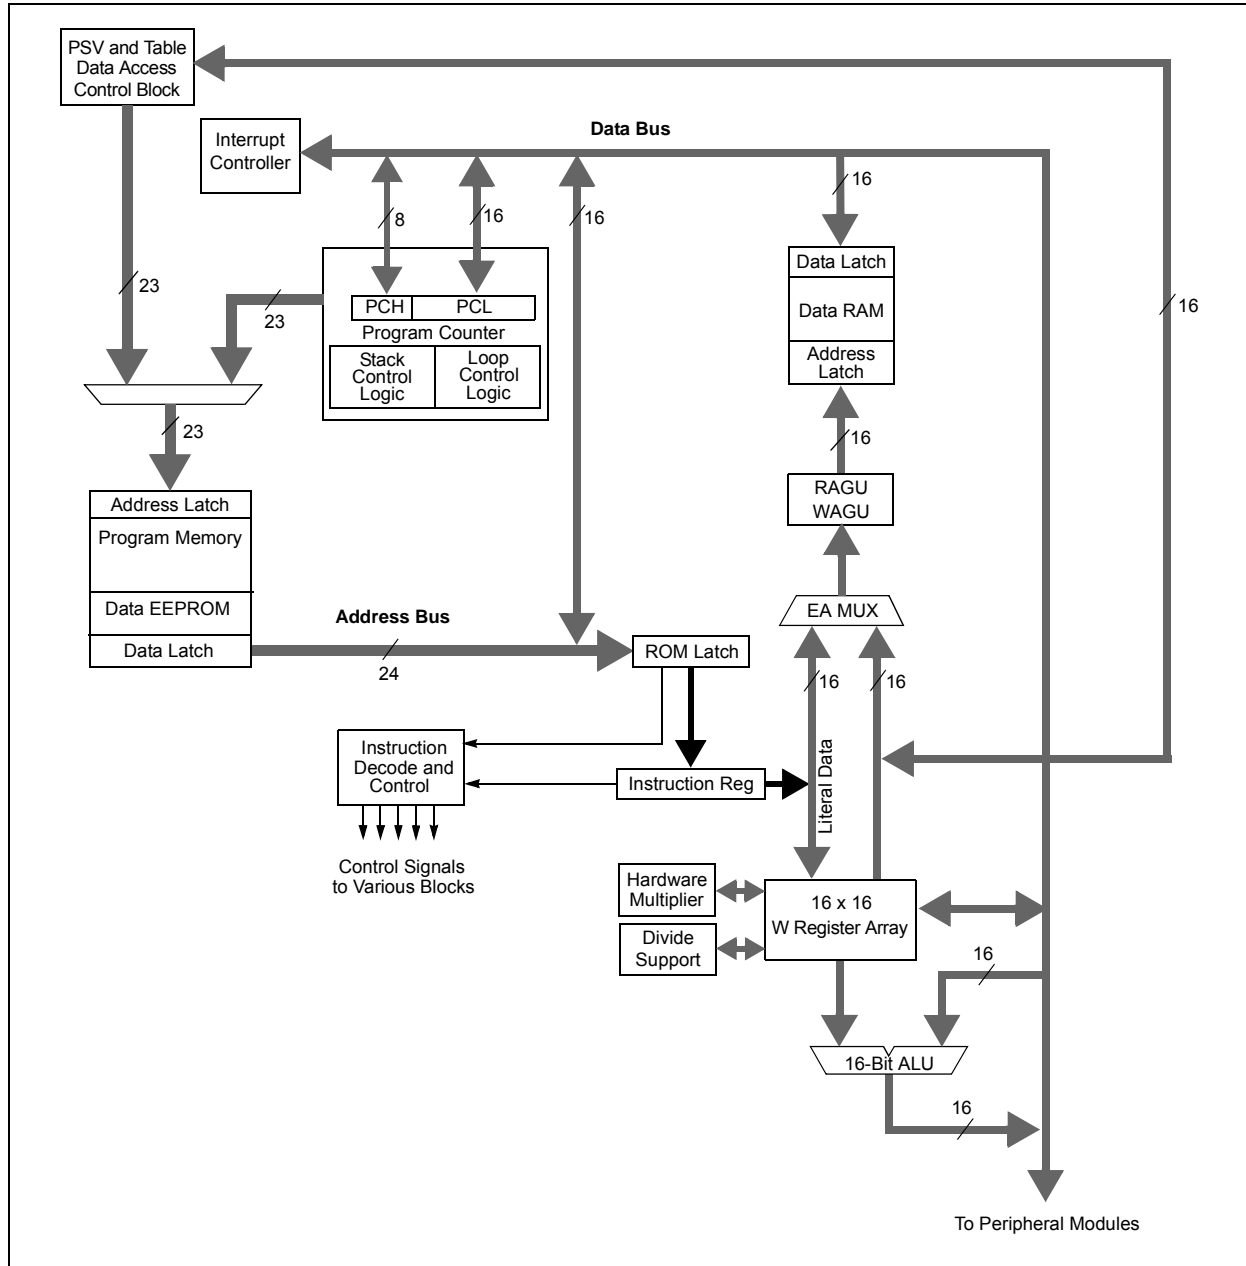 PSV and Table
Data Access
Control Block
Data Bus
Interrupt
Controller
16
8
16
16
Data Latch
23
16
PCH
PCL
Data RAM
23
Program Counter
Stack
Control
Logic
Loop
Control
Logic
Address
Latch
23
16
RAGU
WAGU
Address Latch
Program Memory
Data EEPROM
Address Bus
EA MUX
Data Latch
ROM Latch
24
16
16
Instruction
Decode and
Control
Instruction Reg
Literal Data
Control Signals
to Various Blocks
Hardware
Multiplier
16 x 16
W Register Array
Divide
Support
16
16-Bit ALU
16
To Peripheral Modules